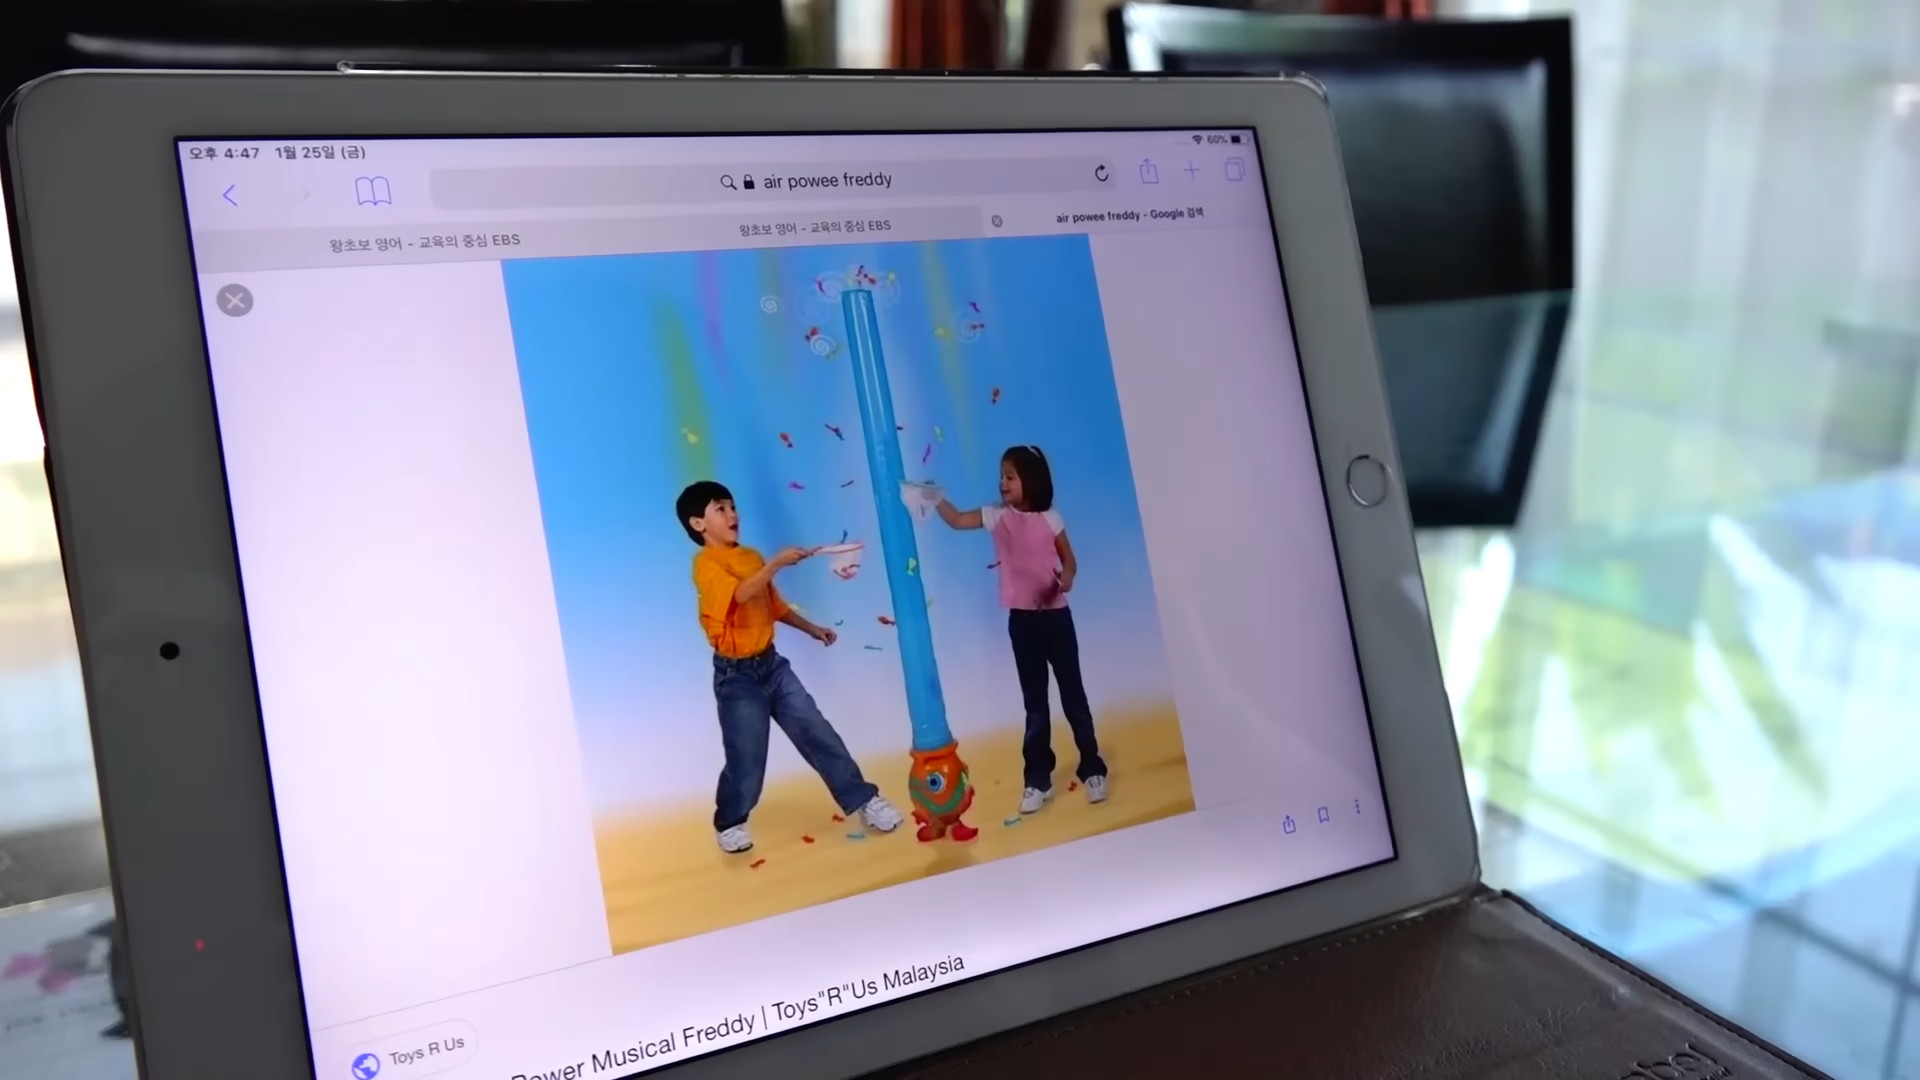 오후 4:47 1월 25일 (금)
60%
air powee freddy
왕초보 영어 - 교육의 중심 EBS
왕초보 영어 - 교육의 중심 EBS
air powee freddy - Google 검색
Power Musical Freddy | Toys"R"Us Malaysia
Toys R Us